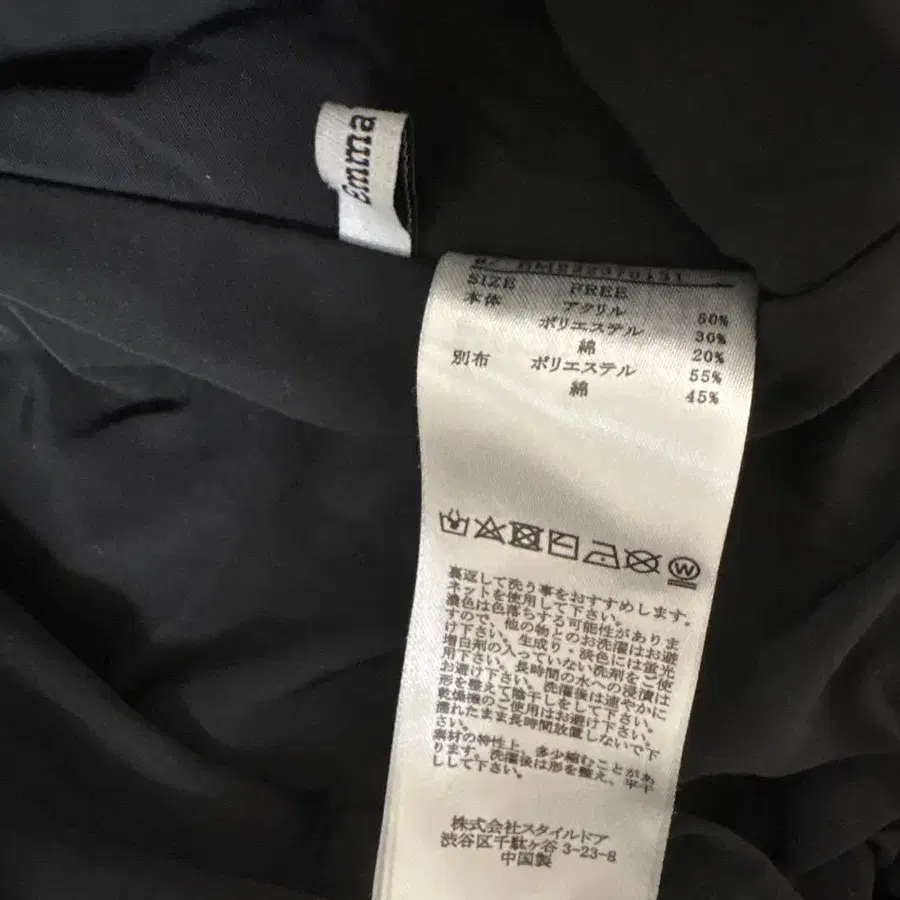 Emma
SIZE FREE
本体 アクリル 50%
ポリエステル 30%
綿 20%
別布 ポリエステル 55%
綿 45%
W
裏返して洗う事をおすすめします。
ネットを使用して下さい。
濃色は色落ちする可能性がありま
すので、他の物とのお洗濯はお避
け下さい。生成り・淡色には蛍光
増白剤の入っていない洗剤をご使
用下さい。長時間の水への浸漬は
お避け下さい。洗濯後は速やかに
形を整えて陰干しをして下さい。
乾燥機のご使用はお避け下さい。
濡れたまま長時間放置しないで下
さい。
素材の特性上、多少縮むことがあ
ります。洗濯後は形を整え、平干
しして下さい。
株式会社スタイルドア
渋谷区千駄ヶ谷 3-23-8
中国製